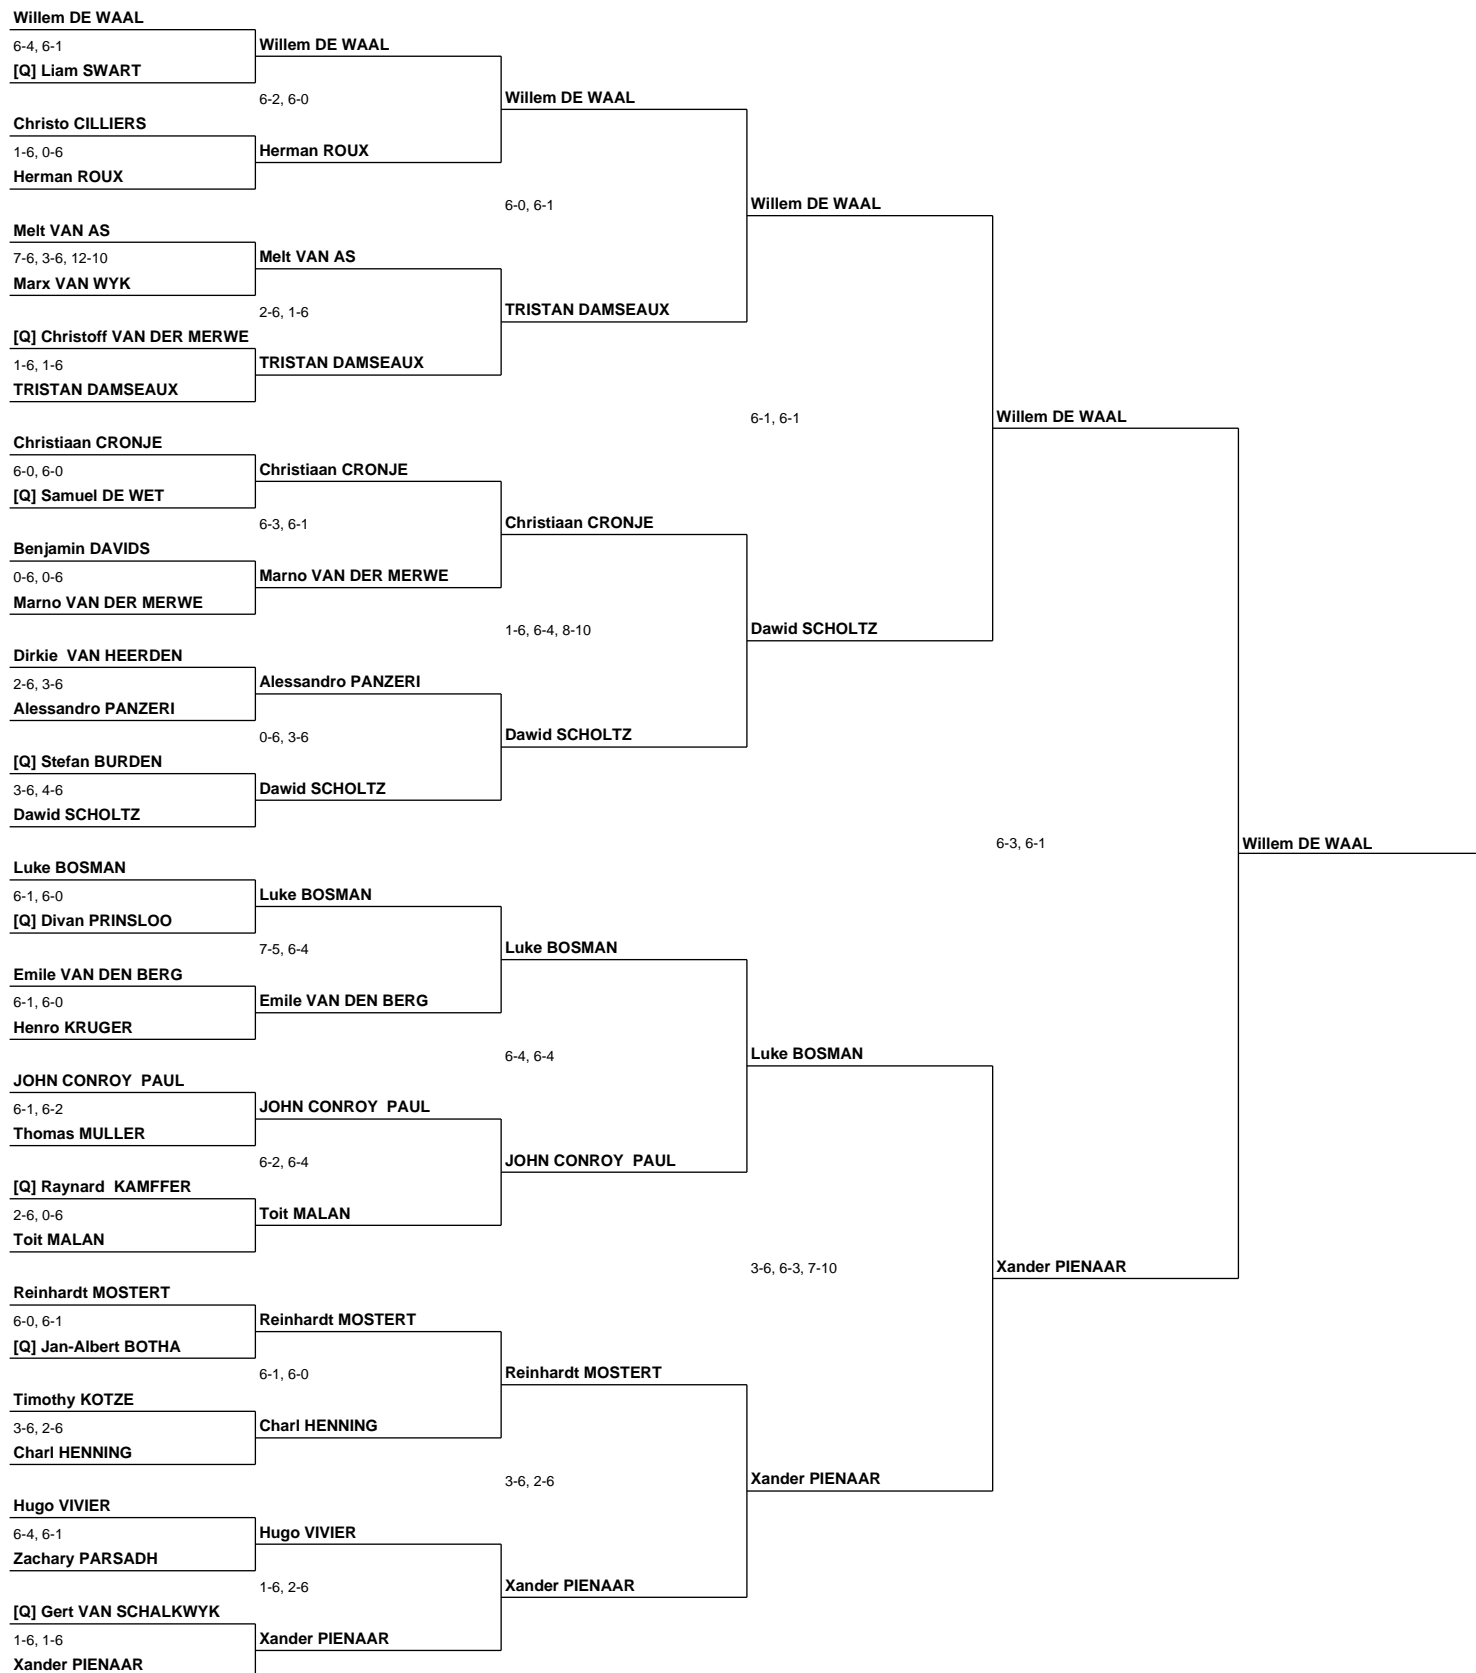 Willem DE WAAL
6-4, 6-1
[Q] Liam SWART
Christo CILLIERS
1-6, 0-6
Herman ROUX
Melt VAN AS
7-6, 3-6, 12-10
Marx VAN WYK
[Q] Christoff VAN DER MERWE
1-6, 1-6
TRISTAN DAMSEAUX
Christiaan CRONJE
6-0, 6-0
[Q] Samuel DE WET
Benjamin DAVIDS
0-6, 0-6
Marno VAN DER MERWE
Dirkie  VAN HEERDEN
2-6, 3-6
Alessandro PANZERI
[Q] Stefan BURDEN
3-6, 4-6
Dawid SCHOLTZ
Luke BOSMAN
6-1, 6-0
[Q] Divan PRINSLOO
Emile VAN DEN BERG
6-1, 6-0
Henro KRUGER
JOHN CONROY  PAUL
6-1, 6-2
Thomas MULLER
[Q] Raynard  KAMFFER
2-6, 0-6
Toit MALAN
Reinhardt MOSTERT
6-0, 6-1
[Q] Jan-Albert BOTHA
Timothy KOTZE
3-6, 2-6
Charl HENNING
Hugo VIVIER
6-4, 6-1
Zachary PARSADH
[Q] Gert VAN SCHALKWYK
1-6, 1-6
Xander PIENAAR
Willem DE WAAL
6-2, 6-0
Herman ROUX
Melt VAN AS
2-6, 1-6
TRISTAN DAMSEAUX
Christiaan CRONJE
6-3, 6-1
Marno VAN DER MERWE
Alessandro PANZERI
0-6, 3-6
Dawid SCHOLTZ
Luke BOSMAN
7-5, 6-4
Emile VAN DEN BERG
JOHN CONROY  PAUL
6-2, 6-4
Toit MALAN
Reinhardt MOSTERT
6-1, 6-0
Charl HENNING
Hugo VIVIER
1-6, 2-6
Xander PIENAAR
Willem DE WAAL
6-0, 6-1
TRISTAN DAMSEAUX
Christiaan CRONJE
1-6, 6-4, 8-10
Dawid SCHOLTZ
Luke BOSMAN
6-4, 6-4
JOHN CONROY  PAUL
Reinhardt MOSTERT
3-6, 2-6
Xander PIENAAR
Willem DE WAAL
6-1, 6-1
Dawid SCHOLTZ
Luke BOSMAN
3-6, 6-3, 7-10
Xander PIENAAR
Willem DE WAAL
6-3, 6-1
Xander PIENAAR
Willem DE WAAL